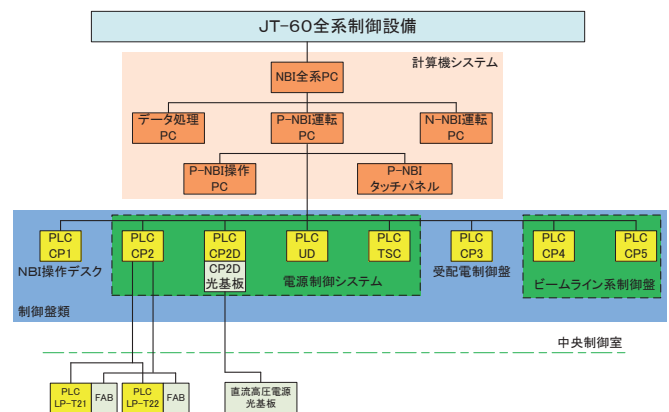 JT-60全系制御設備
計算機システム
NBI全系PC
データ処理
PC
P-NBI運転
PC
N-NBI運転
PC
P-NBI操作
PC
P-NBI
タッチパネル
PLC
CP1
PLC
CP2
PLC
CP2D
CP2D
光基板
PLC
UD
PLC
TSC
PLC
CP3
PLC
CP4
PLC
CP5
NBI操作デスク
電源制御システム
受配電制御盤
ビームライン系制御盤
制御盤類
中央制御室
PLC
LP-T21
FAB
PLC
LP-T22
FAB
直流高圧電源
光基板